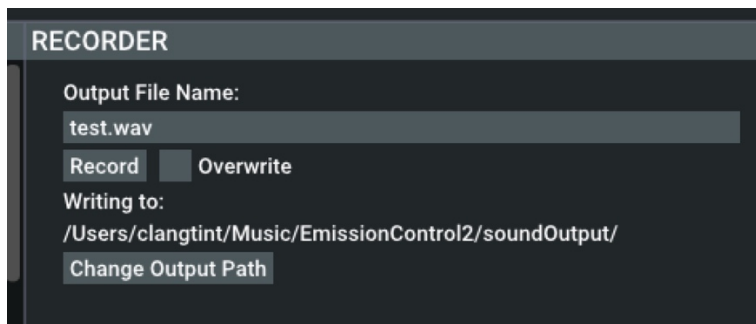 RECORDER
Output File Name:
test.wav
Record Overwrite
Writing to:
/Users/clangtint/Music/EmissionControl2/soundOutput/
Change Output Path